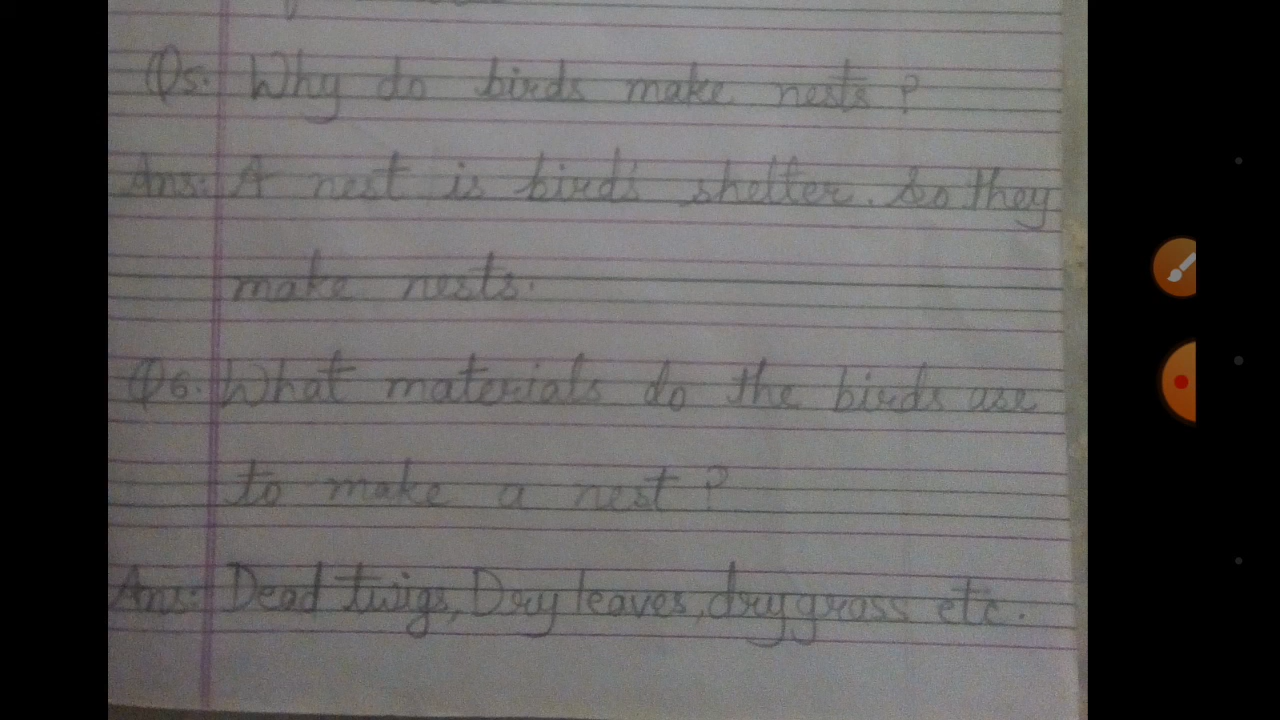 Q5. Why do birds make nests ?
Ans: A nest is bird's shelter. So they
make nests.
Q6. What materials do the birds use
to make a nest ?
Ans: Dead twigs, Dry leaves, dry grass etc.